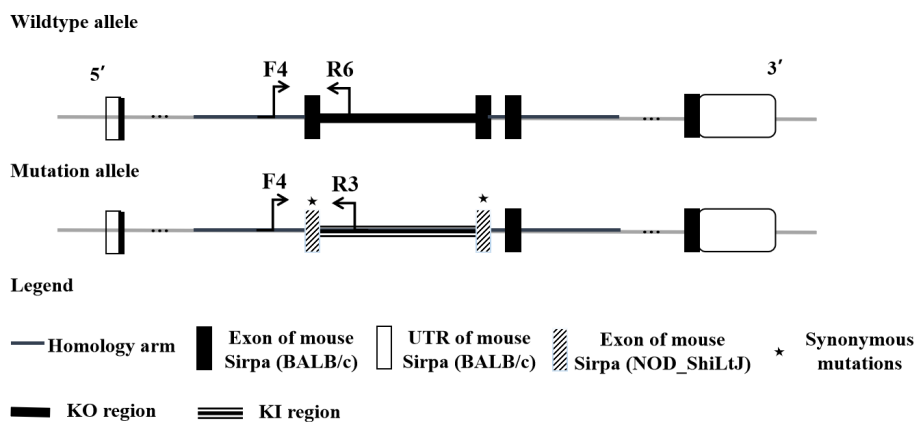 Wildtype allele
5′
F4
R6
3′
...
...
Mutation allele
F4
R3
...
...
Legend
Homology arm
Exon of mouse
Sirpa (BALB/c)
UTR of mouse
Sirpa (BALB/c)
Exon of mouse
Sirpa (NOD_ShiLtJ)
Synonymous
mutations
KO region
KI region